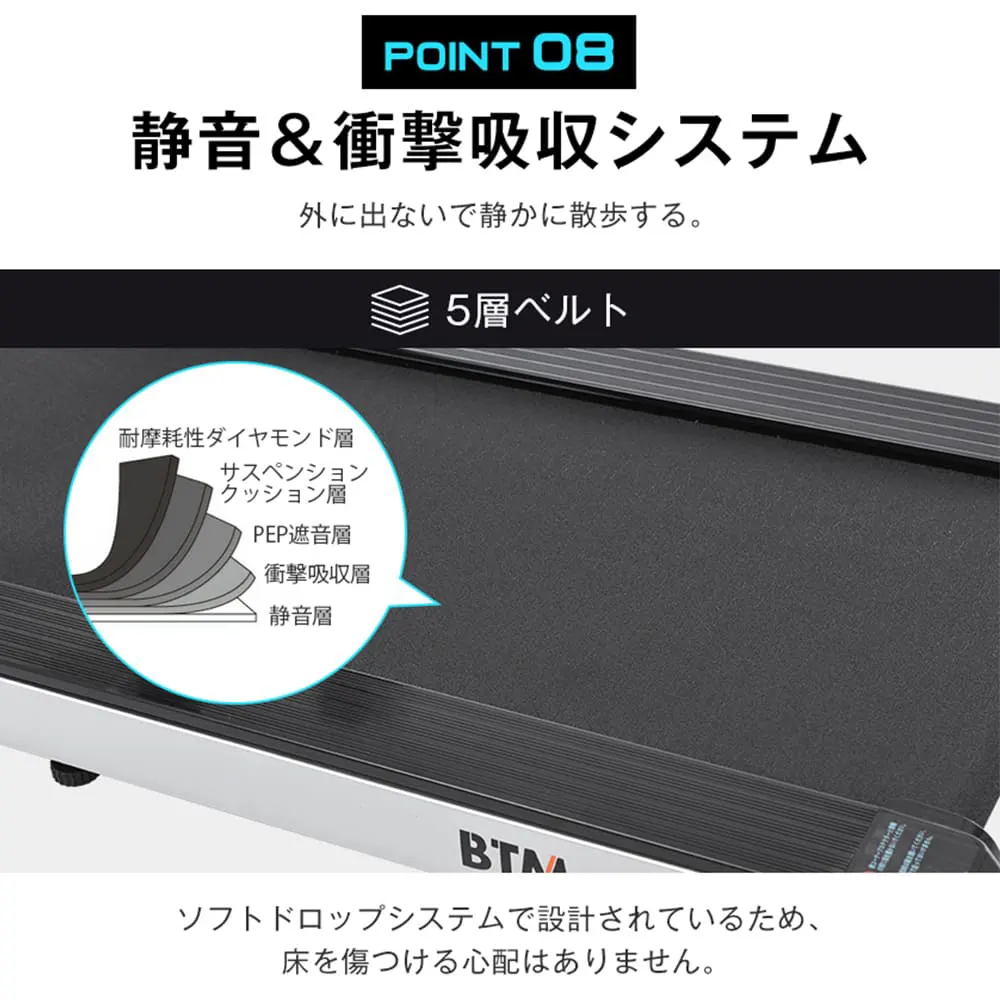 POINT 08
静音＆衝撃吸収システム
外に出ないで静かに散歩する。
5層ベルト
耐摩耗性ダイヤモンド層
サスペンション
クッション層
PEP遮音層
衝撃吸収層
静音層
BTM
ソフトドロップシステムで設計されているため、
床を傷つける心配はありません。